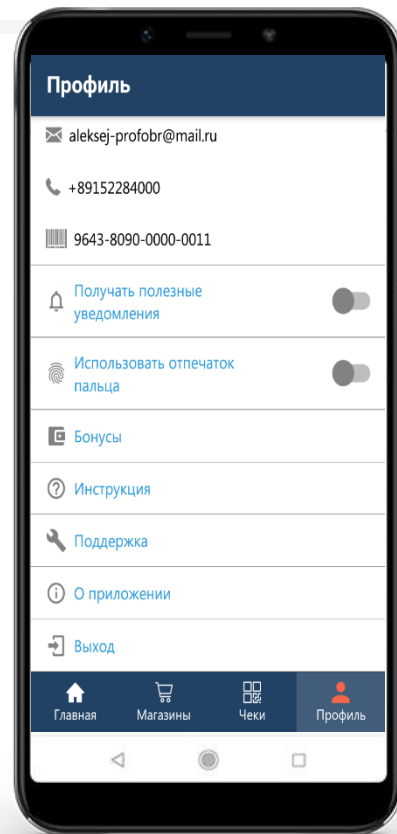 Профиль
aleksej-profobr@mail.ru
+89152284000
9643-8090-0000-0011
Получать полезные
уведомления
Использовать отпечаток
пальца
Бонусы
Инструкция
Поддержка
О приложении
Выход
Главная Магазины Чеки Профиль